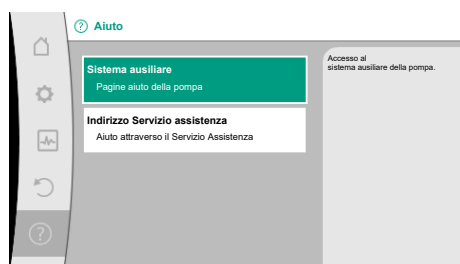 Aiuto
Sistema ausiliare
Pagine aiuto della pompa
Indirizzo Servizio assistenza
Aiuto attraverso il Servizio Assistenza
Accesso al
sistema ausiliare della pompa.